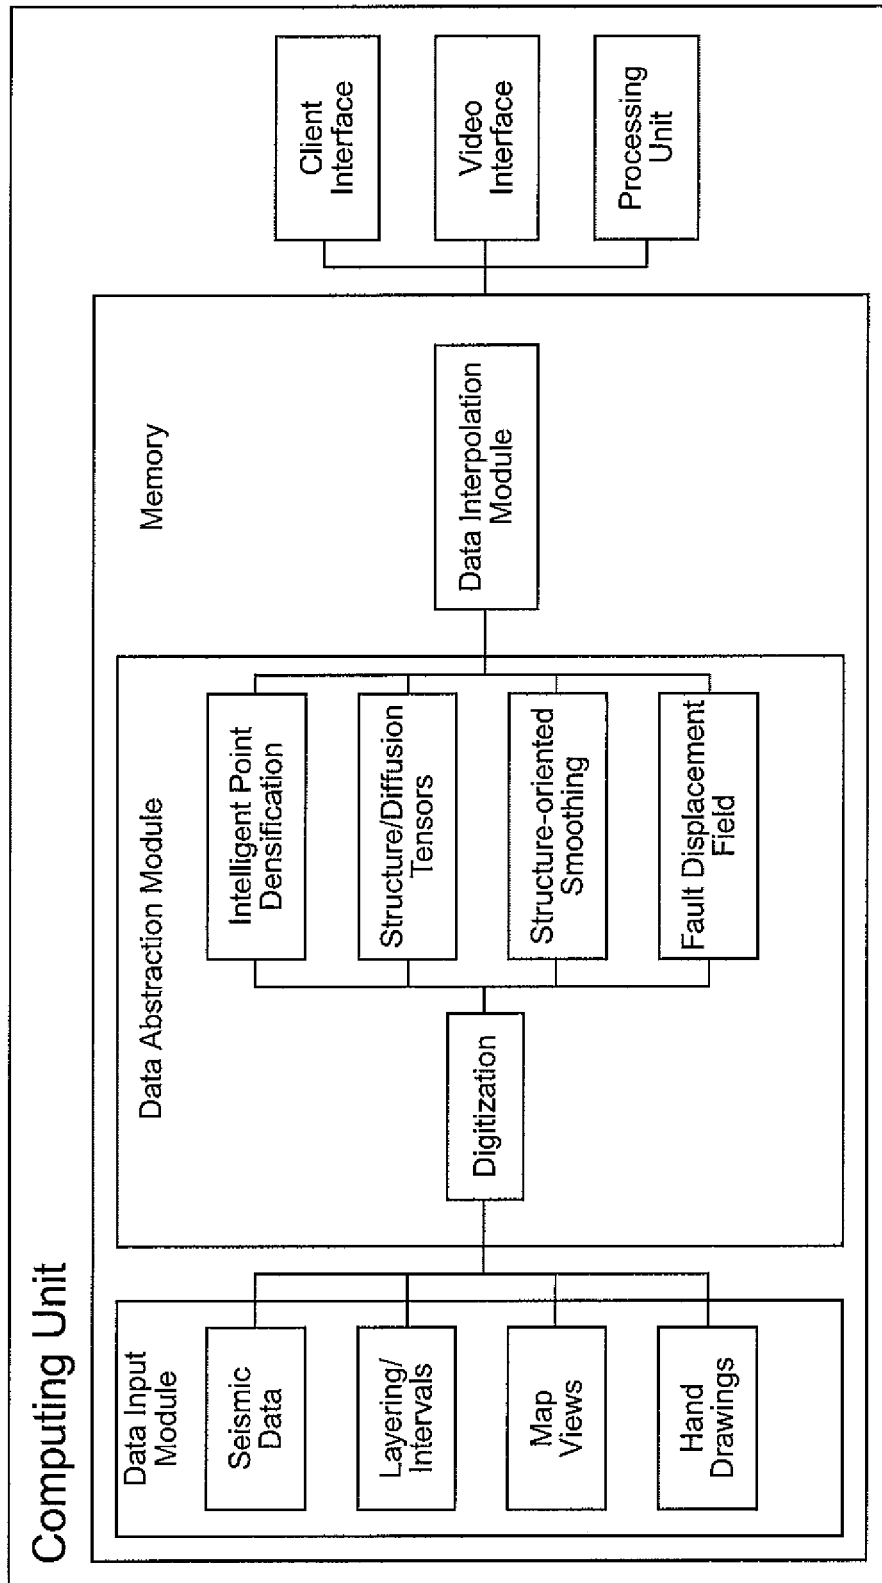 Computing Unit
Data Input
Module
Seismic
Data
Layering/
Intervals
Map
Views
Hand
Drawings
Data Abstraction Module
Digitization
Intelligent Point
Densification
Structure/Diffusion
Tensors
Structure-oriented
Smoothing
Fault Displacement
Field
Memory
Data Interpolation
Module
Client
Interface
Video
Interface
Processing
Unit